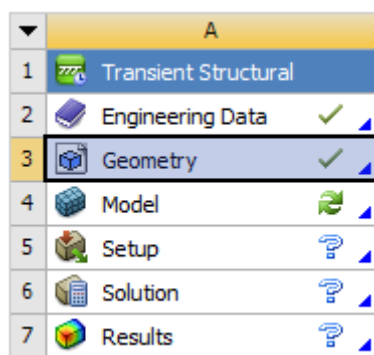 A
1 Transient Structural
2 Engineering Data
3 Geometry
4 Model
5 Setup
6 Solution
7 Results